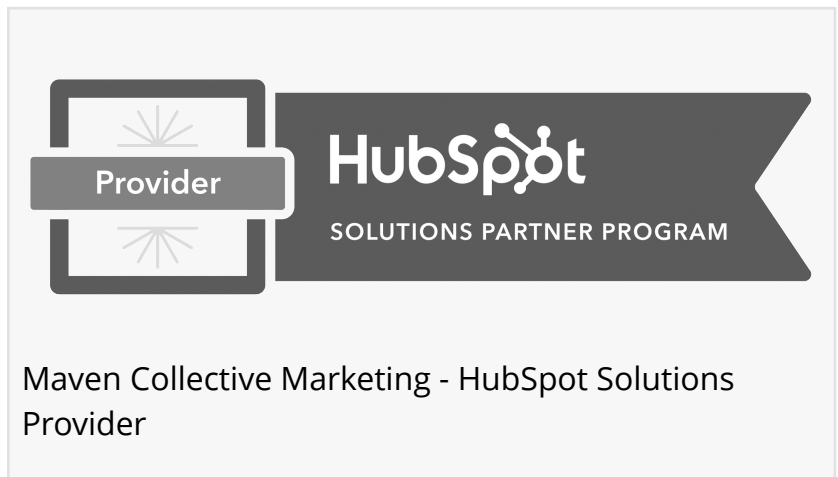 Provider
HubSpot
SOLUTIONS PARTNER PROGRAM
Maven Collective Marketing - HubSpot Solutions
Provider